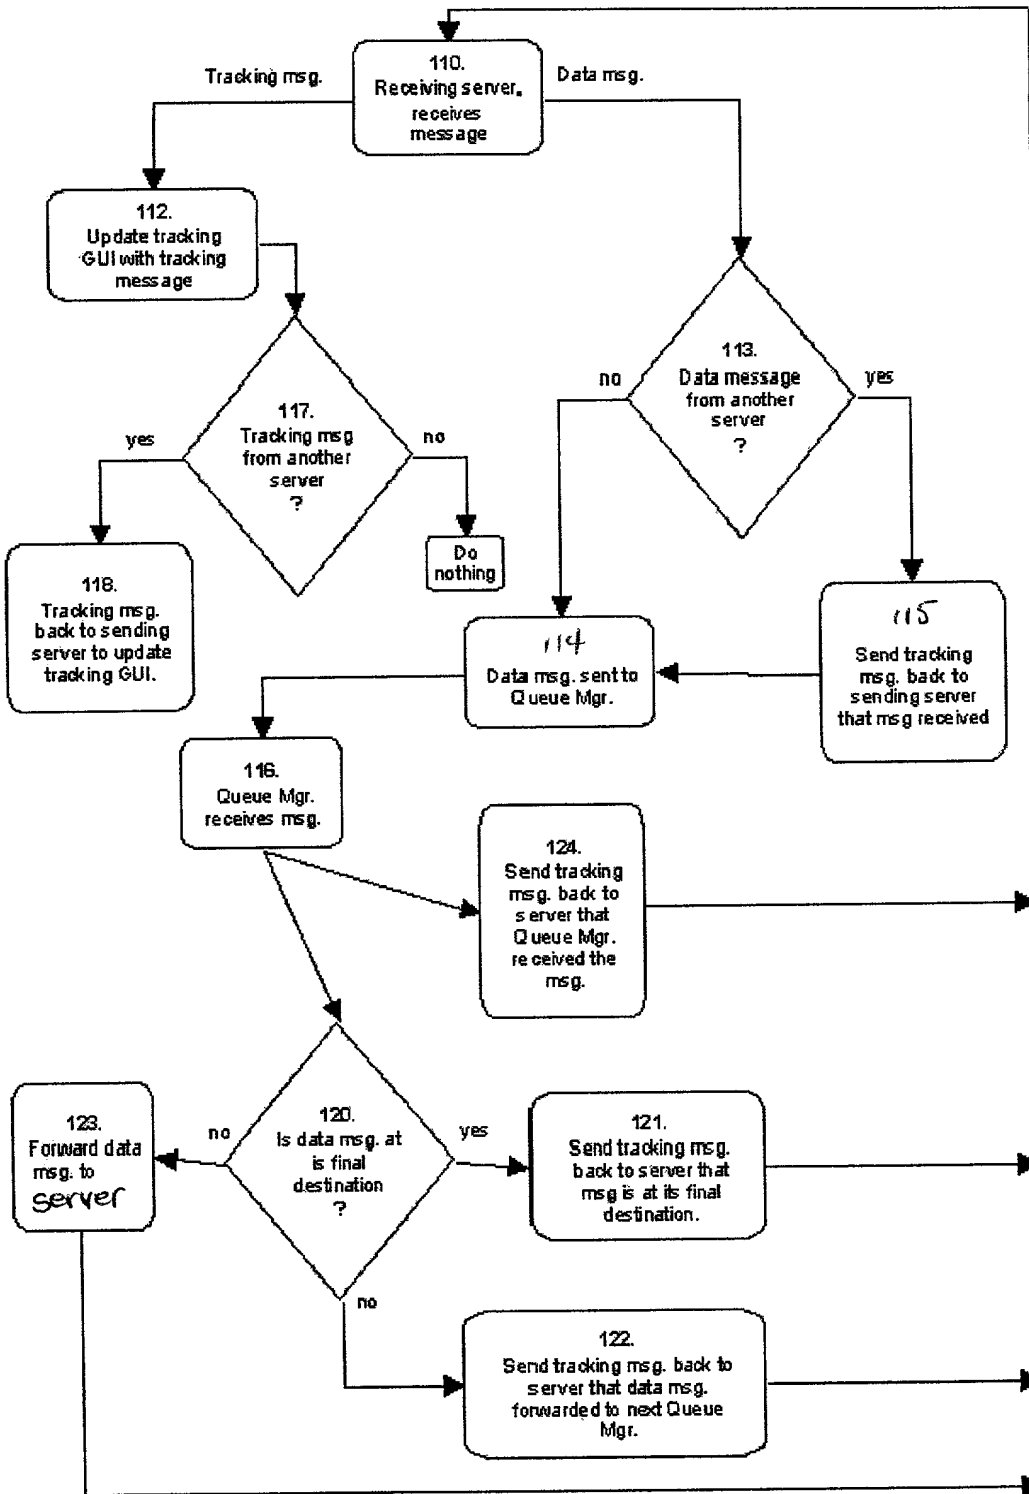 110.
Receiving server.
receives
message
Tracking msg.
Data msg.
112.
Update tracking
GUI with tracking
message
113.
Data message
from another
server
?
no
yes
117.
Tracking msg
from another
server
?
yes
no
Do
nothing
118.
Tracking msg.
back to sending
server to update
tracking GUI.
114
Data msg. sent to
Queue Mgr.
115
Send tracking
msg. back to
sending server
that msg received
116.
Queue Mgr.
receives msg.
124.
Send tracking
msg. back to
server that
Queue Mgr.
received the
msg.
120.
Is data msg. at
is final
destination
?
no
yes
no
123.
Forward data
msg. to
server
121.
Send tracking msg.
back to server that
msg is at its final
destination.
122.
Send tracking msg. back to
server that data msg.
forwarded to next Queue
Mgr.